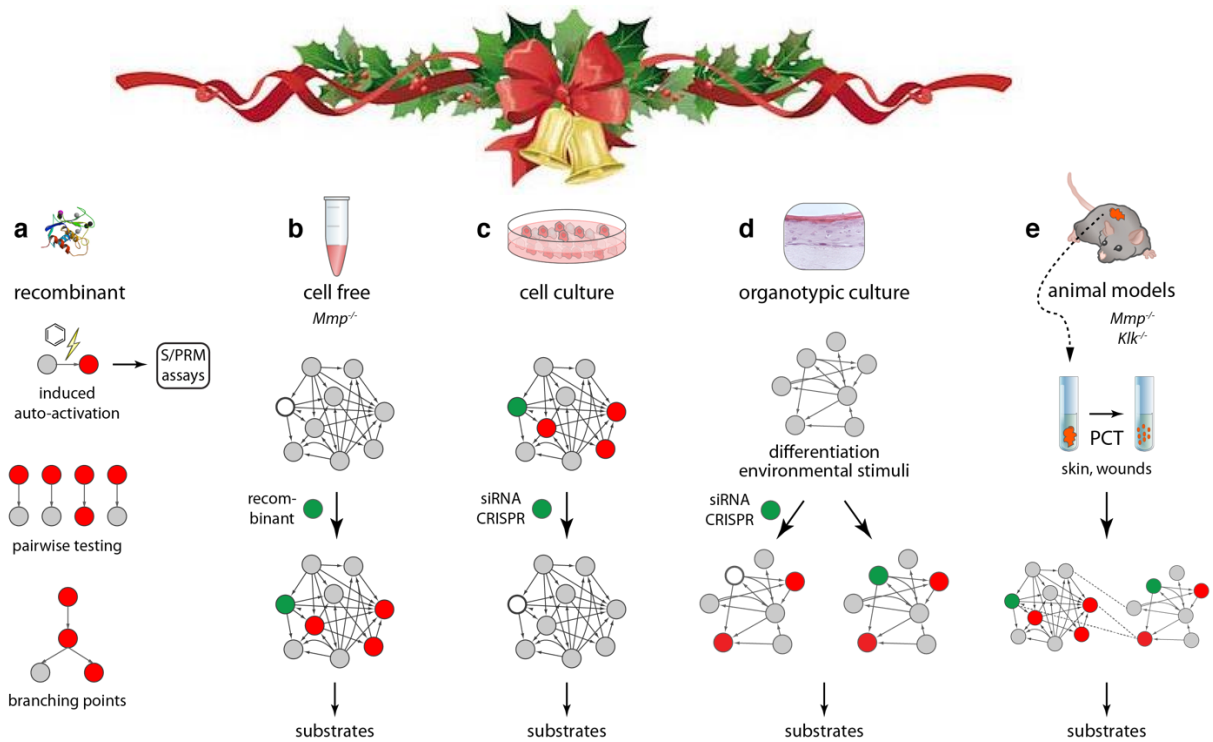 a
recombinant
induced
auto-activation
S/PRM
assays
pairwise testing
branching points
b
cell free
Mmp-/-
recom-
binant
substrates
c
cell culture
siRNA
CRISPR
substrates
d
organotypic culture
differentiation
environmental stimuli
siRNA
CRISPR
substrates
e
animal models
Mmp-/-
Klk-/-
PCT
skin, wounds
substrates